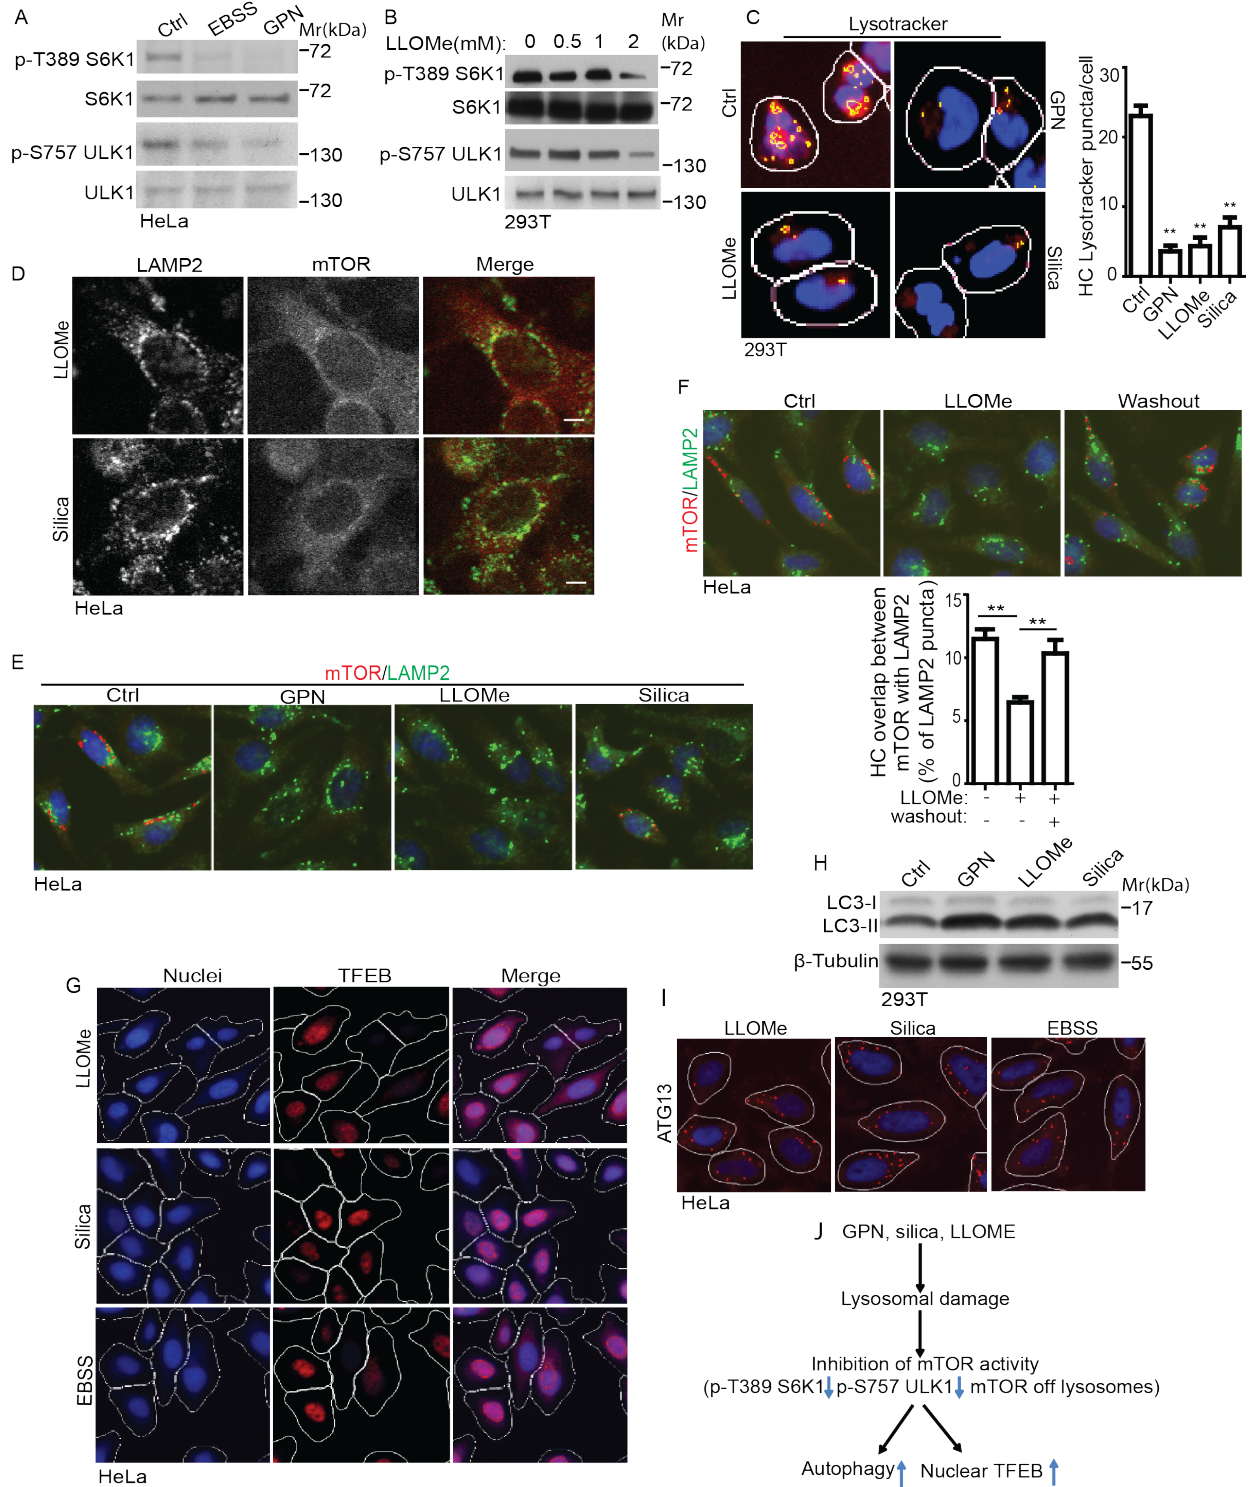 A
Ctrl EBSS GPN Mr(kDa)
p-T389 S6K1 –72
S6K1 –72
p-S757 ULK1 –130
ULK1 –130
HeLa
B
LLOMe(mM): 0 0.5 1 2 Mr (kDa)
p-T389 S6K1 –72
S6K1 –72
p-S757 ULK1 –130
ULK1 –130
293T
C
Lysotracker
Ctrl
GPN
LLOMe
Silica
293T
HC Lysotracker puncta/cell
30
20
10
0
** ** **
Ctrl GPN LLOMe Silica
D
LAMP2 mTOR Merge
LLOMe
Silica
HeLa
E
mTOR/LAMP2
Ctrl GPN LLOMe Silica
HeLa
F
Ctrl LLOMe Washout
mTOR/LAMP2
HeLa
HC overlap between
mTOR with LAMP2
(% of LAMP2 puncta)
15
10
5
0
** **
LLOMe: - + +
washout: - - +
G
Nuclei TFEB Merge
LLOMe
Silica
EBSS
HeLa
H
Ctrl GPN LLOMe Silica Mr(kDa)
LC3-I –17
LC3-II
β-Tubulin –55
293T
I
LLOMe Silica EBSS
ATG13
HeLa
J
GPN, silica, LLOME
Lysosomal damage
Inhibition of mTOR activity
(p-T389 S6K1↓ p-S757 ULK1↓ mTOR off lysosomes)
Autophagy↑ Nuclear TFEB ↑